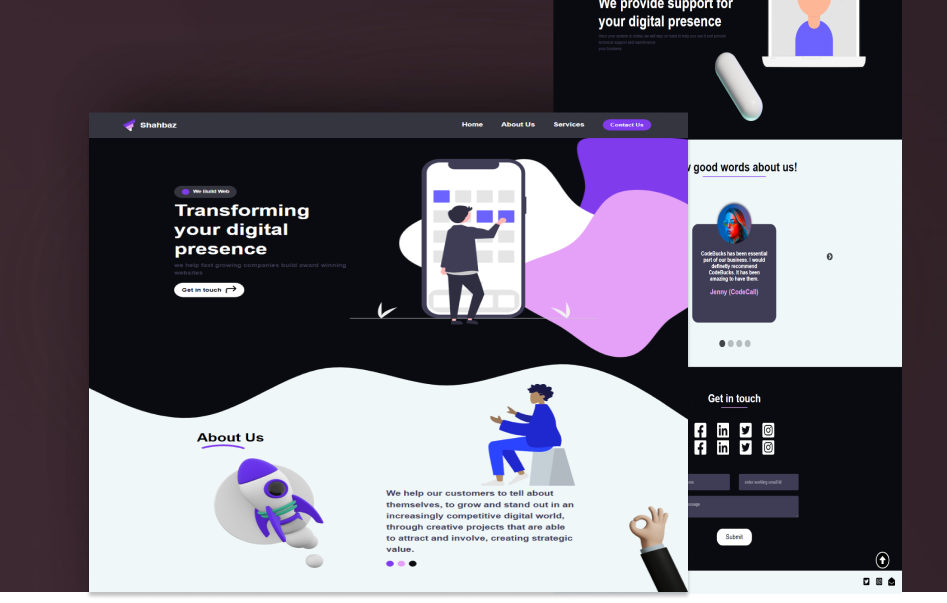 We provide support for
your digital presence
Shahbaz
Home
About Us
Services
Contact Us
We Build Web
Transforming
your digital
presence
we help fast growing companies build award winning
websites
Get in touch
About Us
We help our customers to tell about
themselves, to grow and stand out in an
increasingly competitive digital world,
through creative projects that are able
to attract and involve, creating strategic
value.
good words about us!
CodeBucks has been essential
part of our business. I would
definetly recommend
CodeBucks. It has been
amazing to have them.
Jenny (CodeCall)
Get in touch
enter working email id
Submit